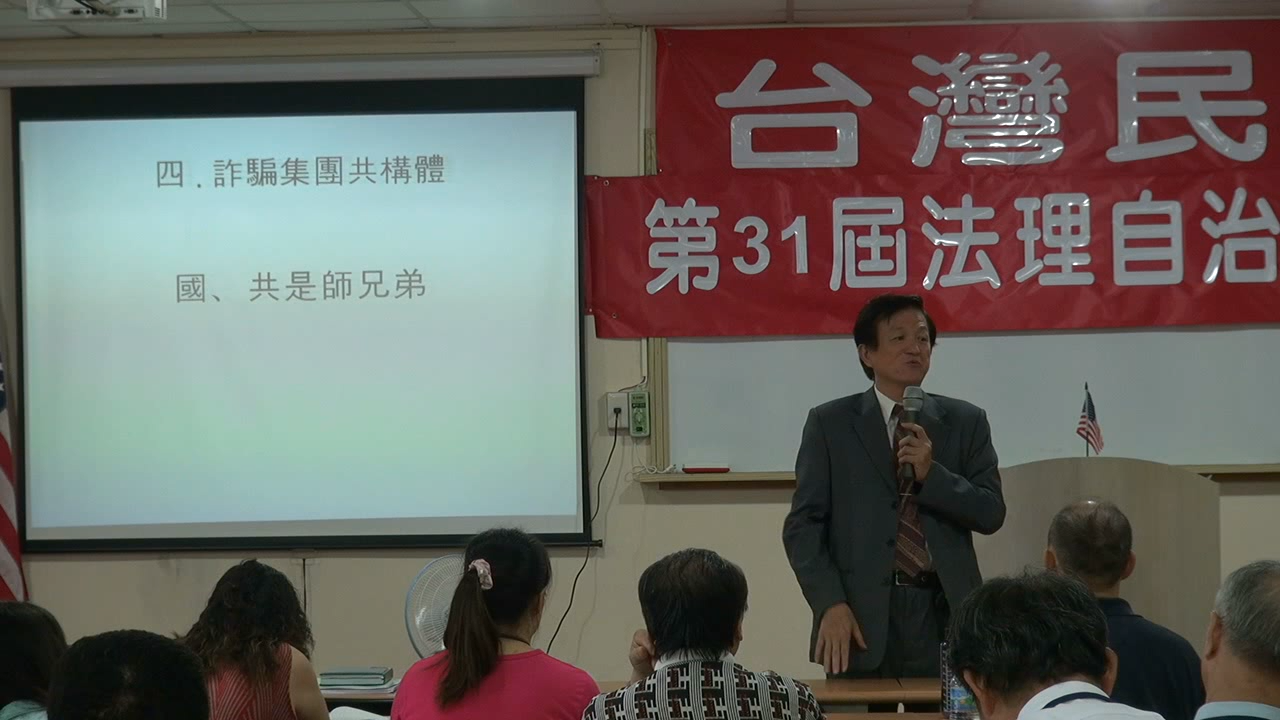 四.詐騙集團共構體
國、共是師兄弟
台灣民
第31屆法理自治